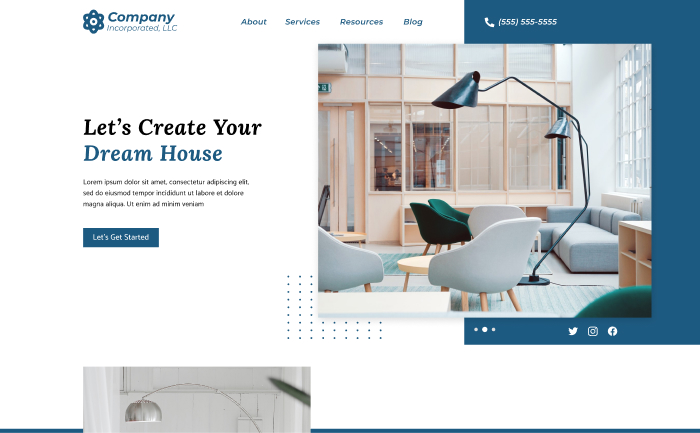 Company
Incorporated, LLC
About
Services
Resources
Blog
(555) 555-5555
Let’s Create Your
Dream House
Lorem ipsum dolor sit amet, consectetur adipiscing elit,
sed do eiusmod tempor incididunt ut labore et dolore
magna aliqua. Ut enim ad minim veniam
Let’s Get Started